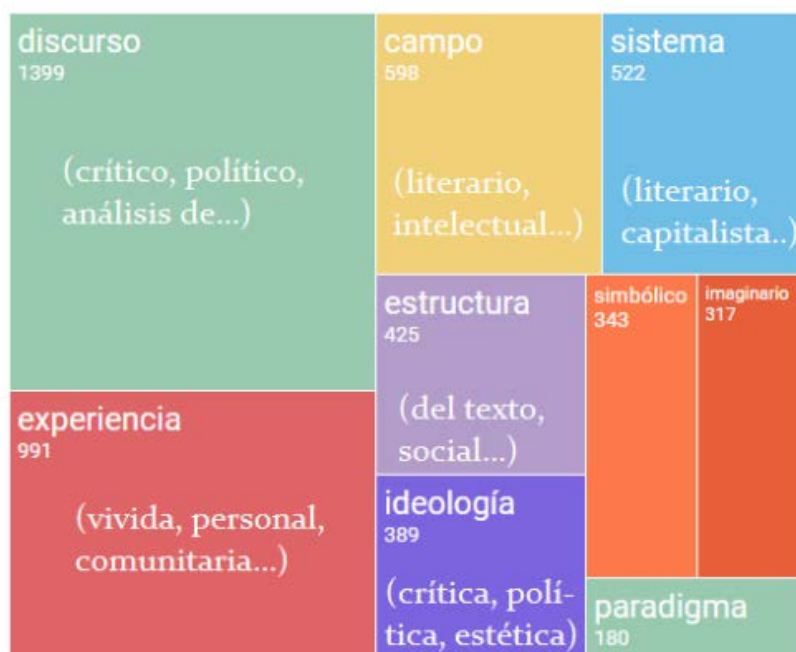 discurso
1399
(crítico, político,
análisis de...)
campo
598
(literario,
intelectual...)
sistema
522
(literario,
capitalista..)
experiencia
991
(vivida, personal,
comunitaria...)
estructura
425
(del texto,
social...)
simbólico
343
imaginario
317
ideología
389
(crítica, polí-
tica, estética)
paradigma
180